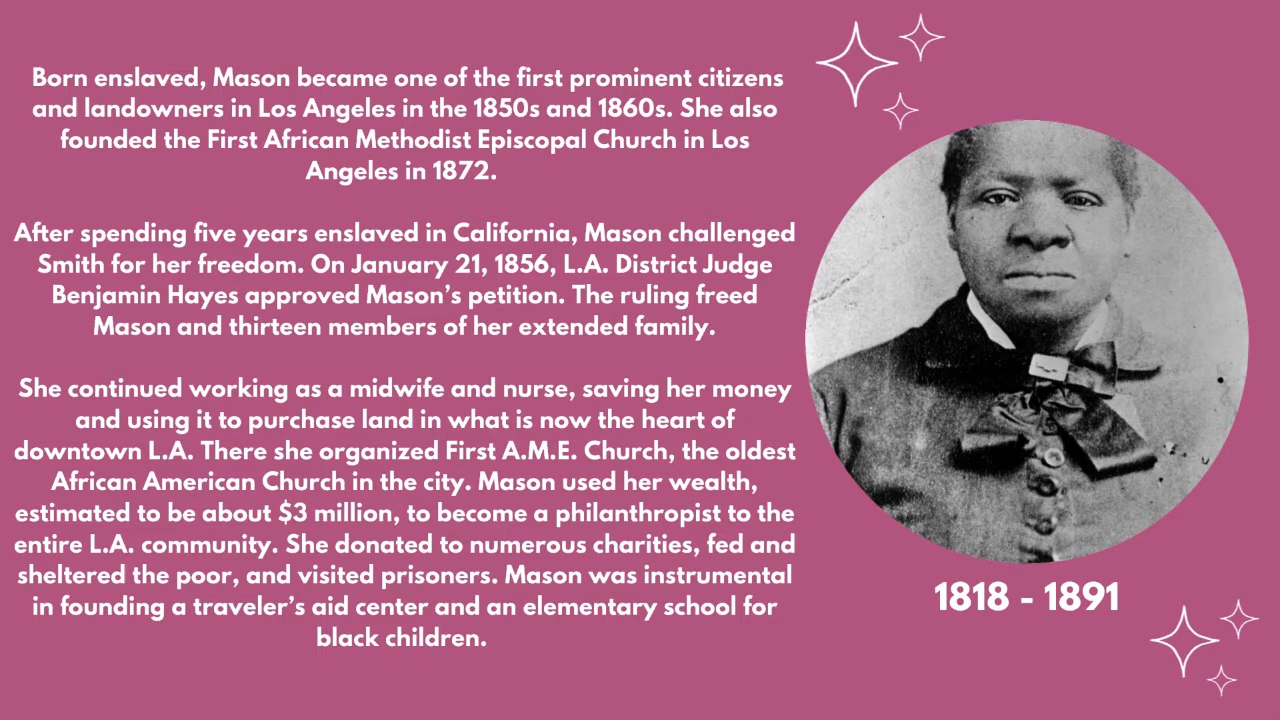 Born enslaved, Mason became one of the first prominent citizens
and landowners in Los Angeles in the 1850s and 1860s. She also
founded the First African Methodist Episcopal Church in Los
Angeles in 1872.
After spending five years enslaved in California, Mason challenged
Smith for her freedom. On January 21, 1856, L.A. District Judge
Benjamin Hayes approved Mason’s petition. The ruling freed
Mason and thirteen members of her extended family.
She continued working as a midwife and nurse, saving her money
and using it to purchase land in what is now the heart of
downtown L.A. There she organized First A.M.E. Church, the oldest
African American Church in the city. Mason used her wealth,
estimated to be about $3 million, to become a philanthropist to the
entire L.A. community. She donated to numerous charities, fed and
sheltered the poor, and visited prisoners. Mason was instrumental
in founding a traveler’s aid center and an elementary school for
black children.
1818 - 1891